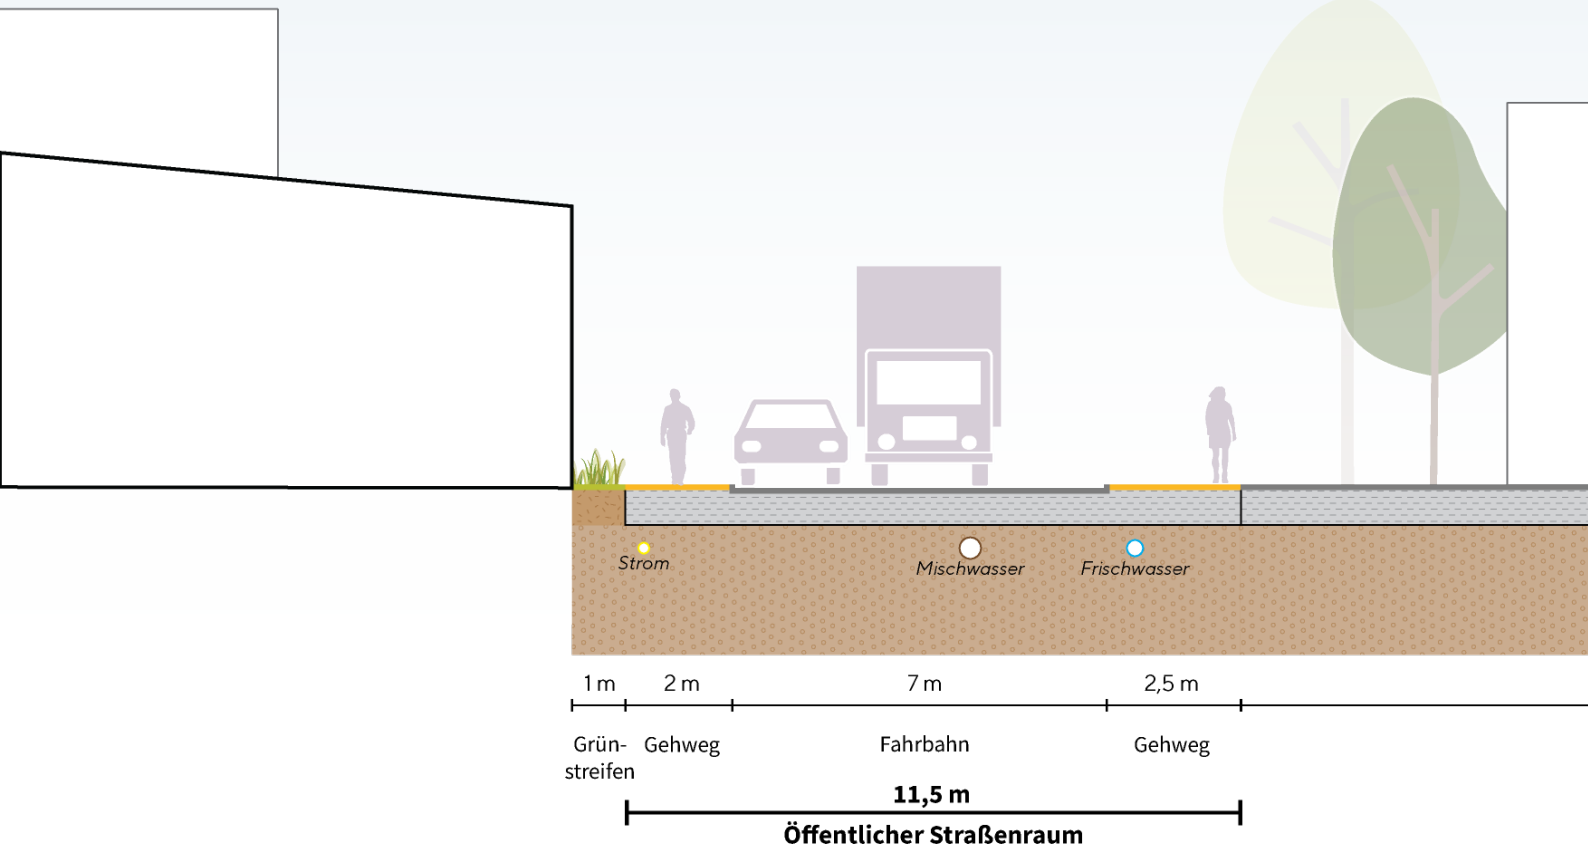 Strom
Mischwasser
Frischwasser
1 m
2 m
7 m
2,5 m
Grün-
streifen
Gehweg
Fahrbahn
Gehweg
11,5 m
Öffentlicher Straßenraum